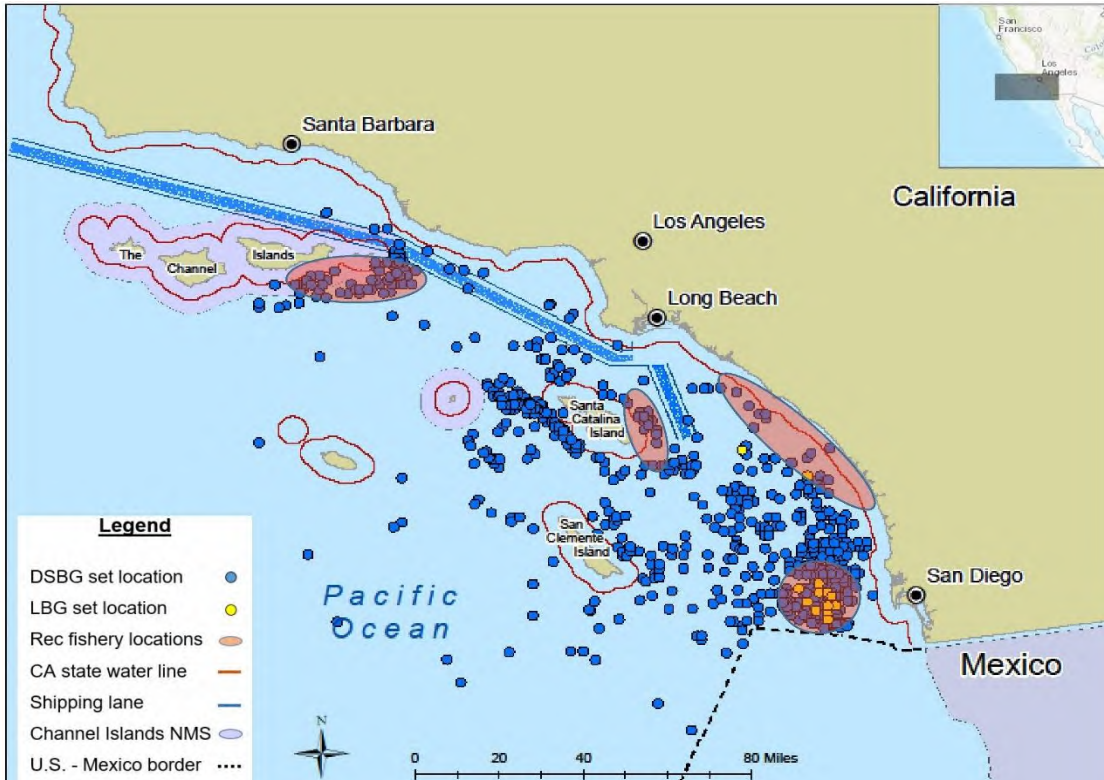 San
Francisco
Los
Angeles
Santa Barbara
California
Los Angeles
The
Channel
Islands
Long Beach
Santa
Catalina
Island
San
Clemente
Island
San Diego
Pacific
Ocean
Mexico
Legend
DSBG set location
LBG set location
Rec fishery locations
CA state water line
Shipping lane
Channel Islands NMS
U.S. - Mexico border
N
0 20 40 80 Miles